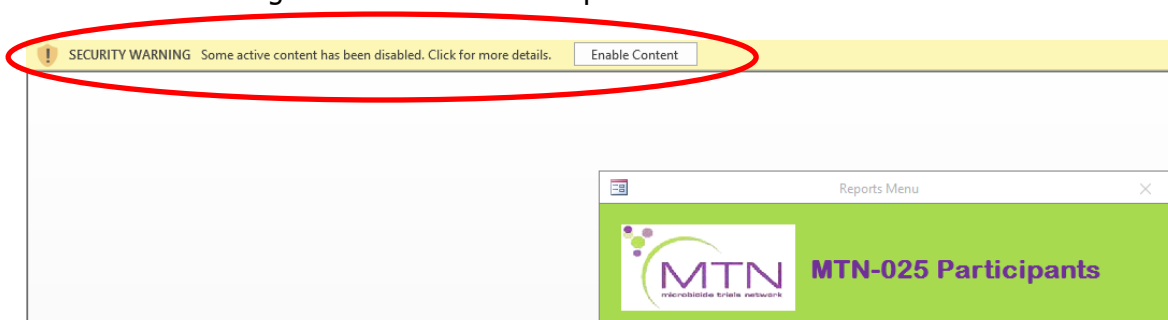 SECURITY WARNING Some active content has been disabled. Click for more details. Enable Content
Reports Menu
MTN
microbicide trials network
MTN-025 Participants